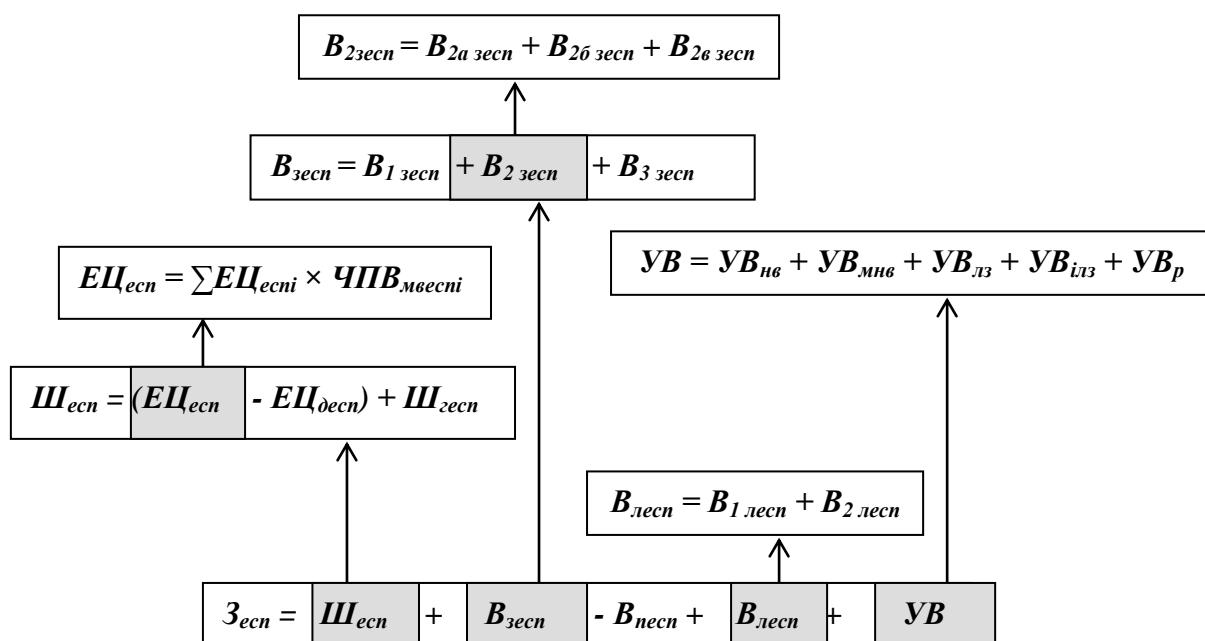 В2зесп = В2а зесп + В2б зесп + В2в зесп
Взесп = В1 зесп + В2 зесп + В3 зесп
УВ = УВнв + УВмнв + УВлз + УВілз + УВр
ЕЦесп = ∑ЕЦеспі × ЧПВмвеспі
Шесп = (ЕЦесп - ЕЦдесп) + Шгесп
Влесп = В1 лесп + В2 лесп
Зесп = Шесп + Взесп - Впесп + Влесп + УВ